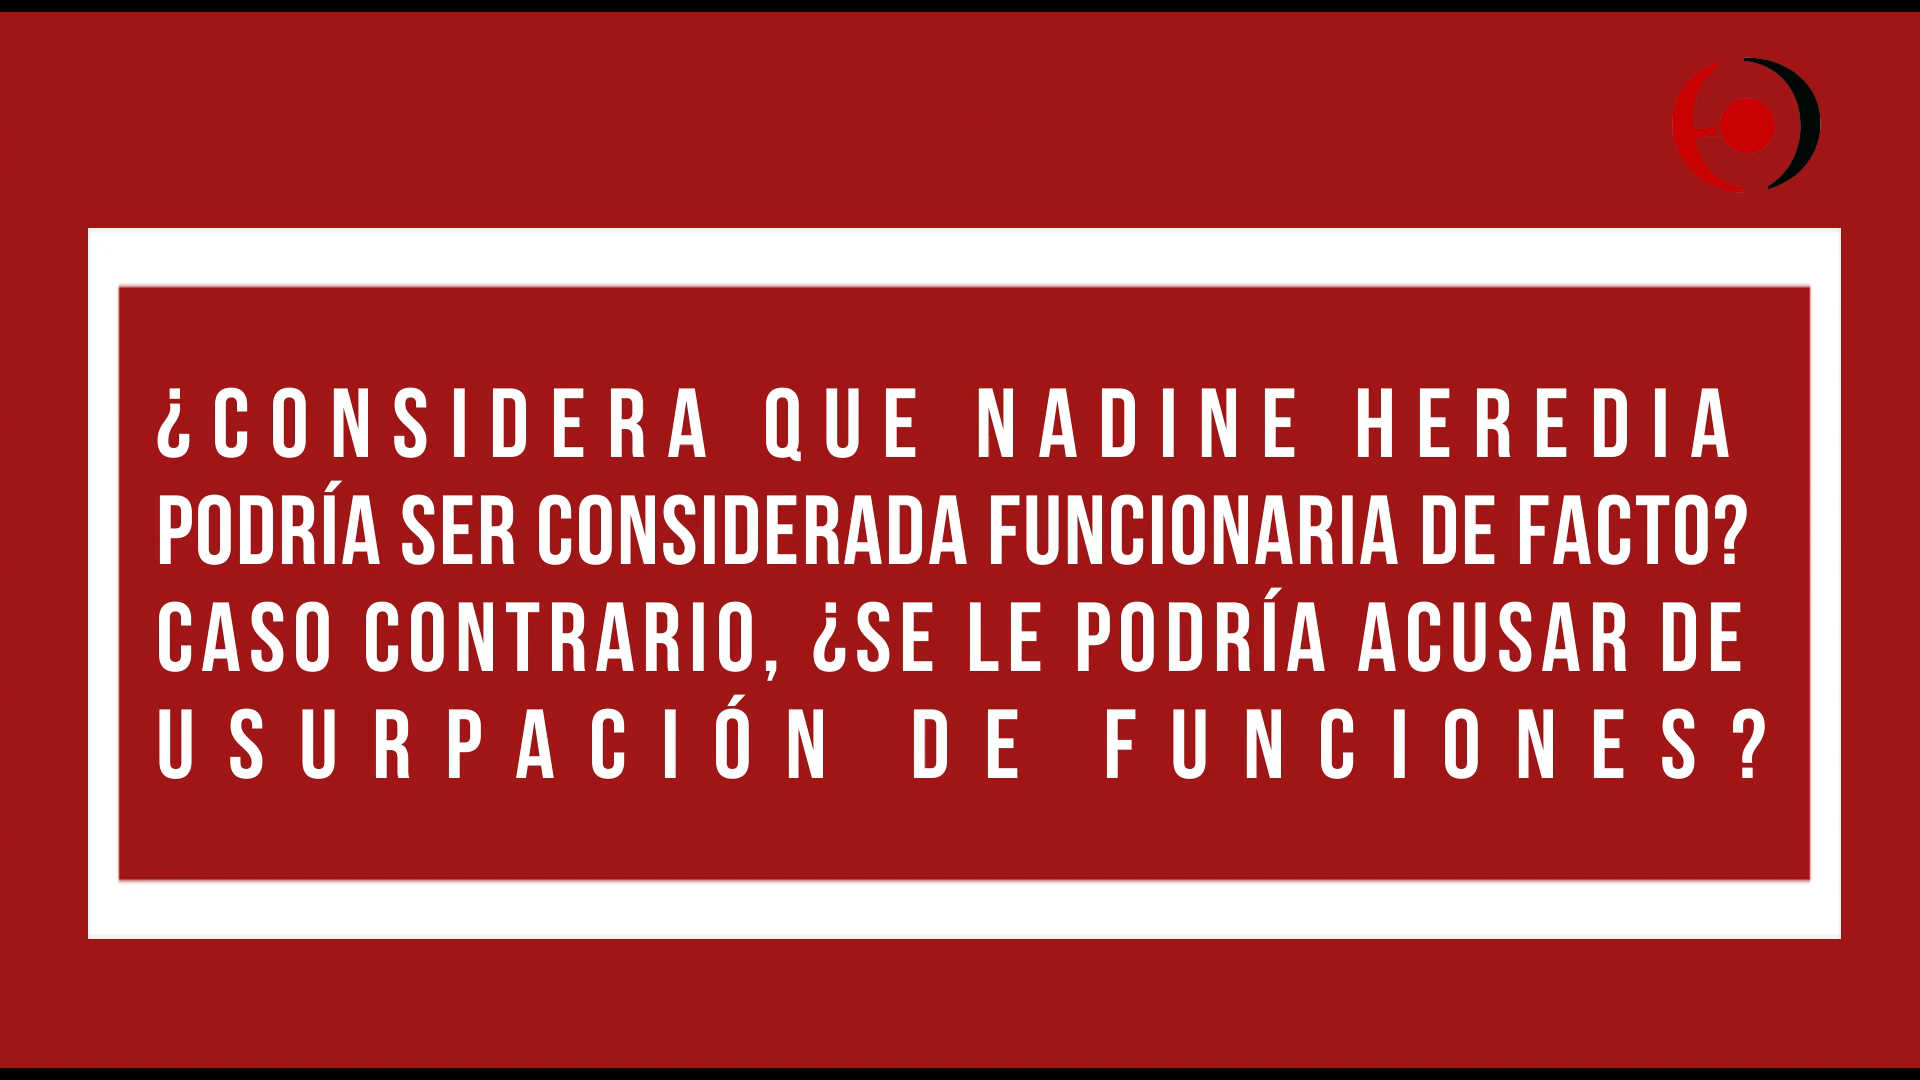 ¿CONSIDERA QUE NADINE HEREDIA
PODRÍA SER CONSIDERADA FUNCIONARIA DE FACTO?
CASO CONTRARIO, ¿SE LE PODRÍA ACUSAR DE
USURPACIÓN DE FUNCIONES?